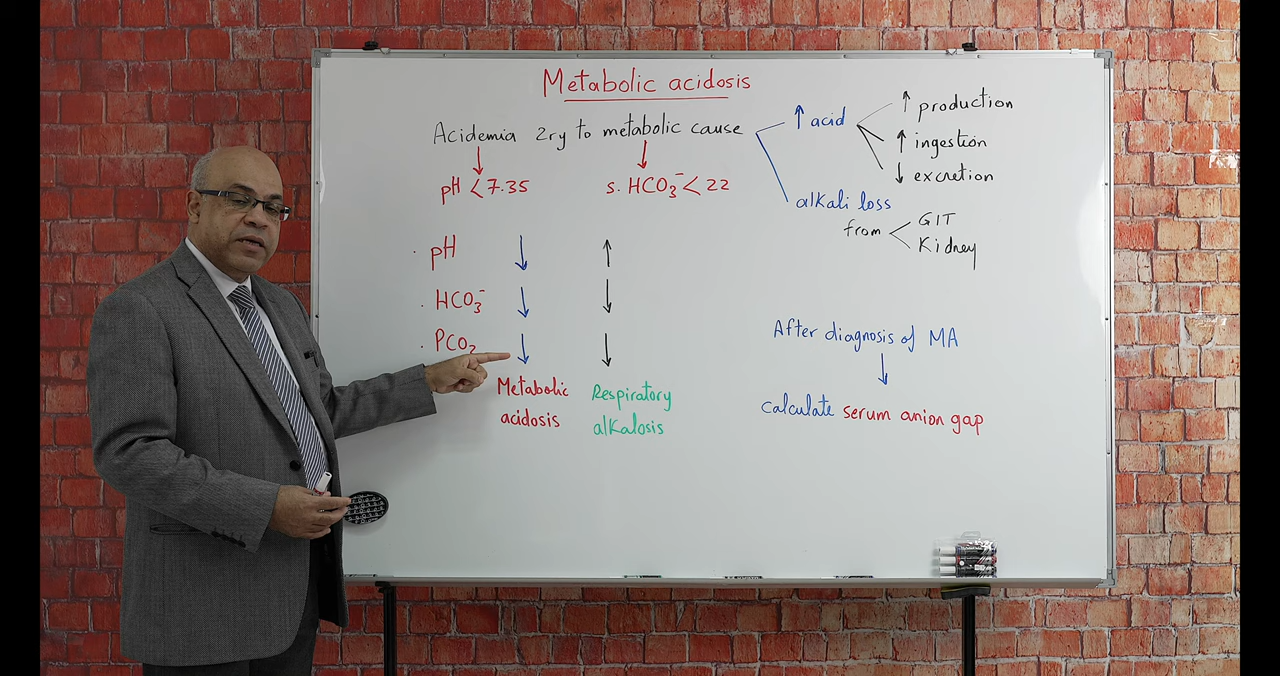 Metabolic acidosis
Acidemia 2ry to metabolic cause
pH < 7.35
s. HCO₃⁻ < 22
↑ acid
↑ production
↑ ingestion
↓ excretion
alkali loss
from < GIT
Kidney
. pH ↓ ↑
. HCO₃⁻ ↓ ↓
. PCO₂ ↓ ↓
Metabolic acidosis
Respiratory alkalosis
After diagnosis of MA
↓
calculate serum anion gap